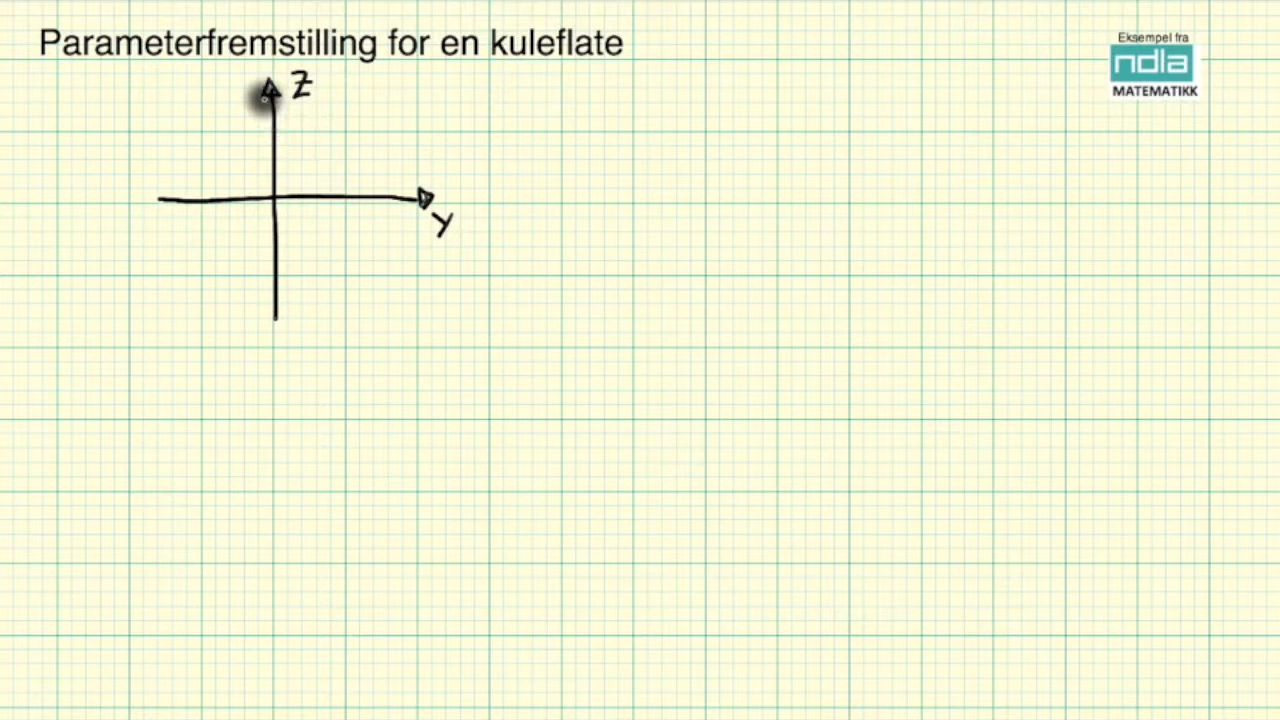 Parameterfremstilling for en kuleflate
Eksempel fra
ndla
MATEMATIKK
Z
Y